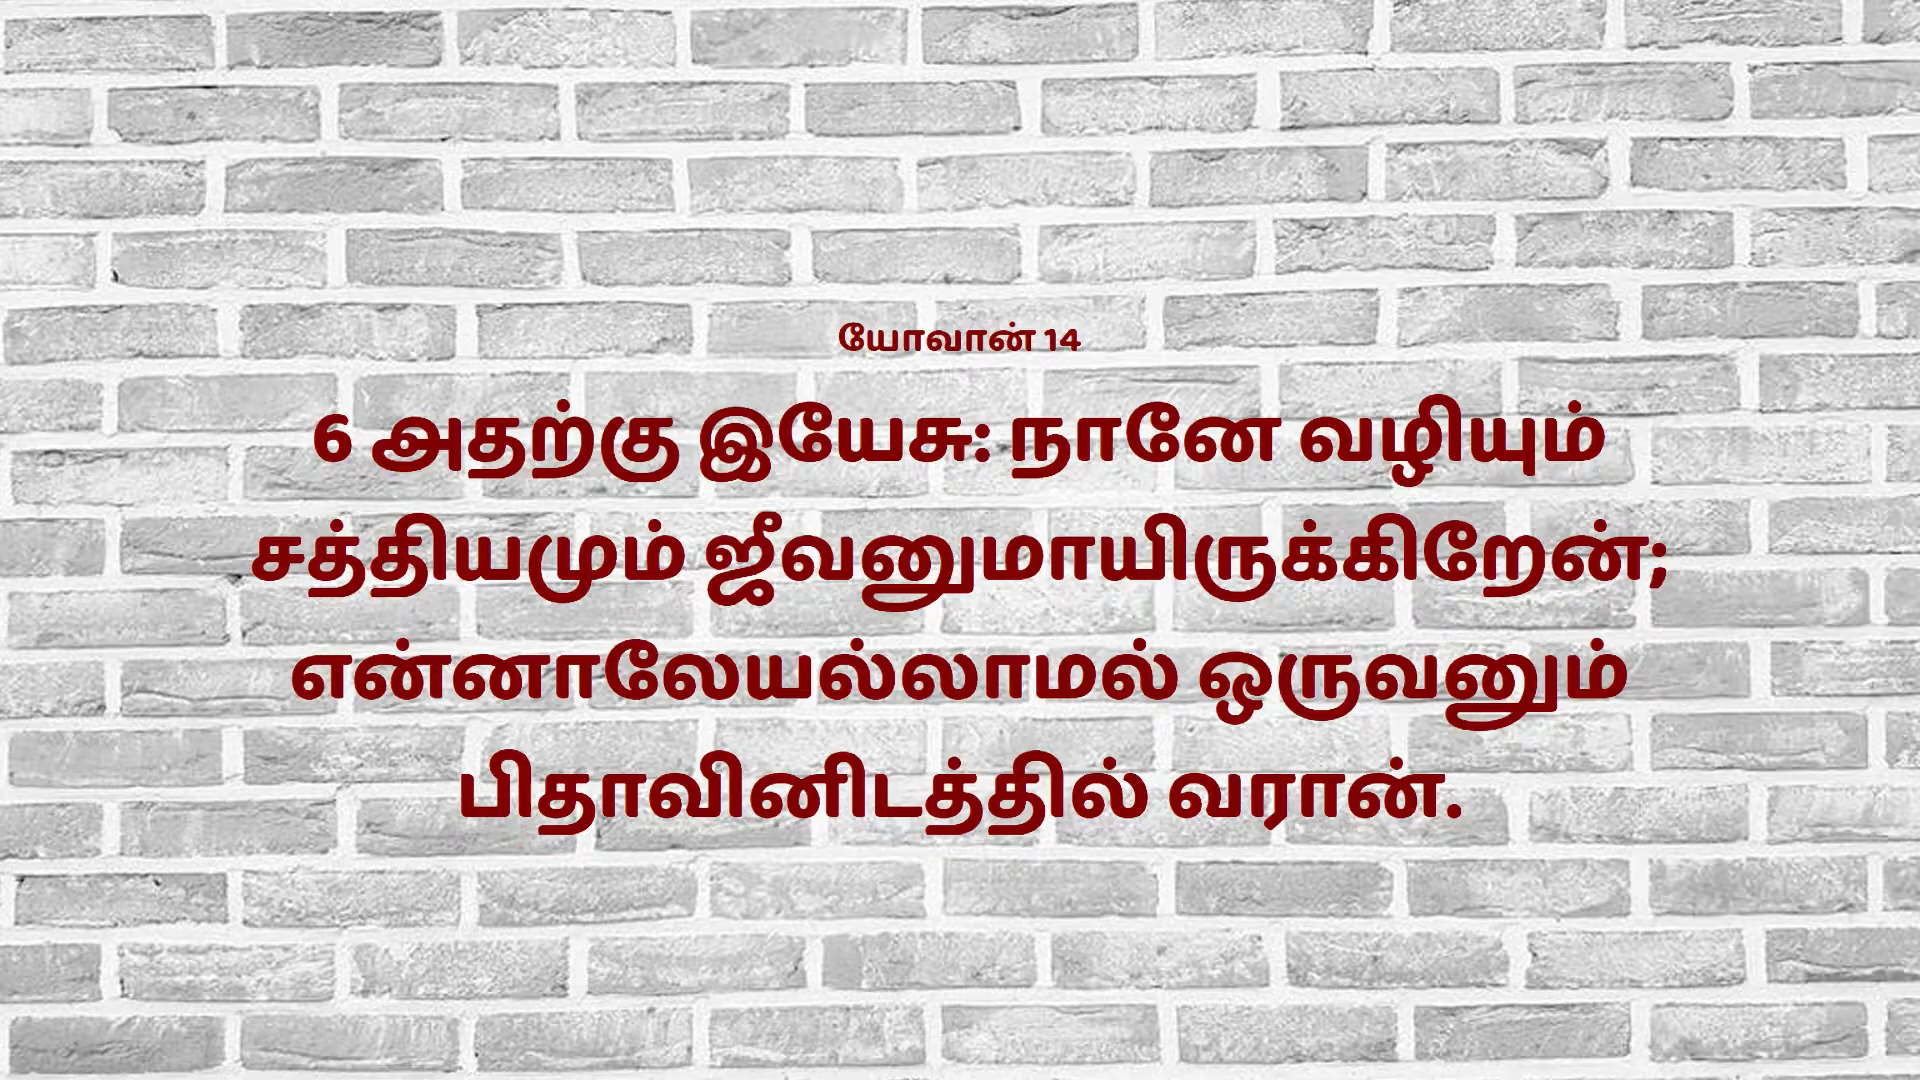 யோவான் 14
6 அதற்கு இயேசு: நானே வழியும்
சத்தியமும் ஜீவனுமாயிருக்கிறேன்;
என்னாலேயல்லாமல் ஒருவனும்
பிதாவினிடத்தில் வரான்.